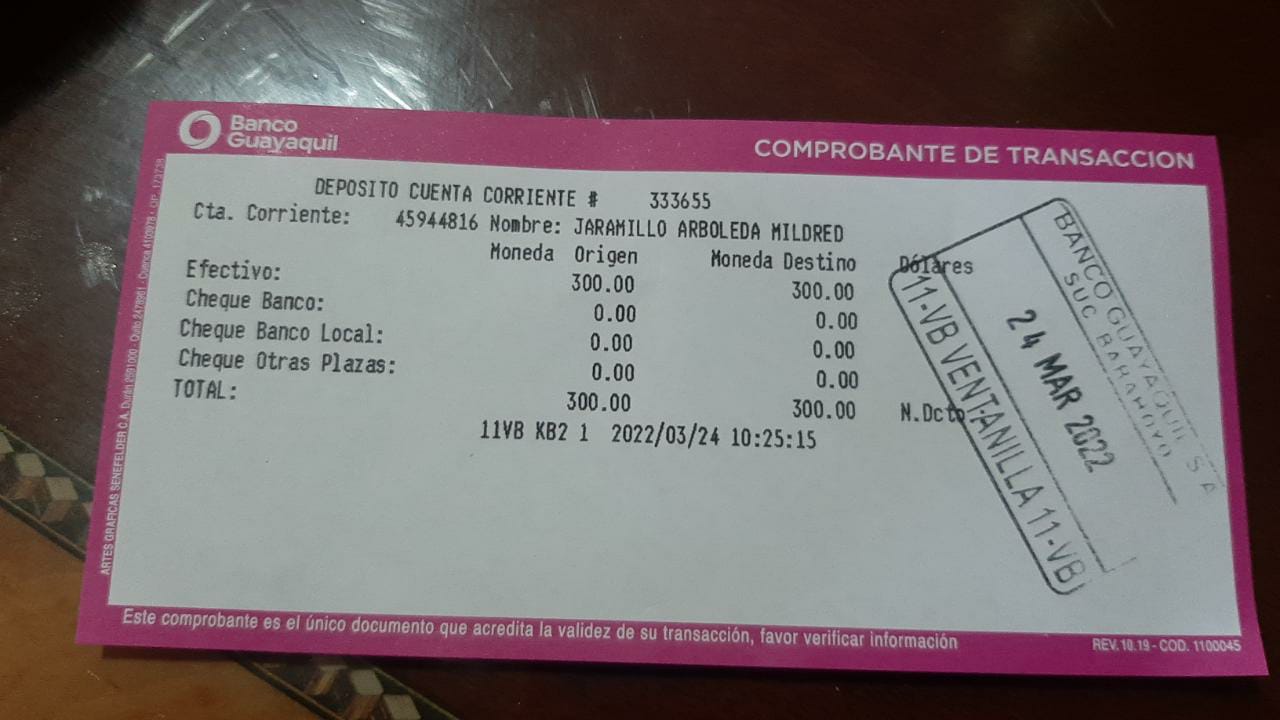 Banco
Guayaquil
COMPROBANTE DE TRANSACCION
DEPOSITO CUENTA CORRIENTE # 333655
Cta. Corriente: 45944816 Nombre: JARAMILLO ARBOLEDA MILDRED
Moneda Origen Moneda Destino Dólares
Efectivo: 300.00 300.00
Cheque Banco: 0.00 0.00
Cheque Banco Local: 0.00 0.00
Cheque Otras Plazas: 0.00 0.00
TOTAL: 300.00 300.00 N.Dcto
11VB KB2 1 2022/03/24 10:25:15
BANCO GUAYAQUIL S A
SUC BABAHOYO
24 MAR 2022
11-VB VENTANILLA 11-VB
ARTES GRAFICAS SENEFELDER C.A.
Este comprobante es el único documento que acredita la validez de su transacción, favor verificar información
REV. 10.19 - COD. 1100045